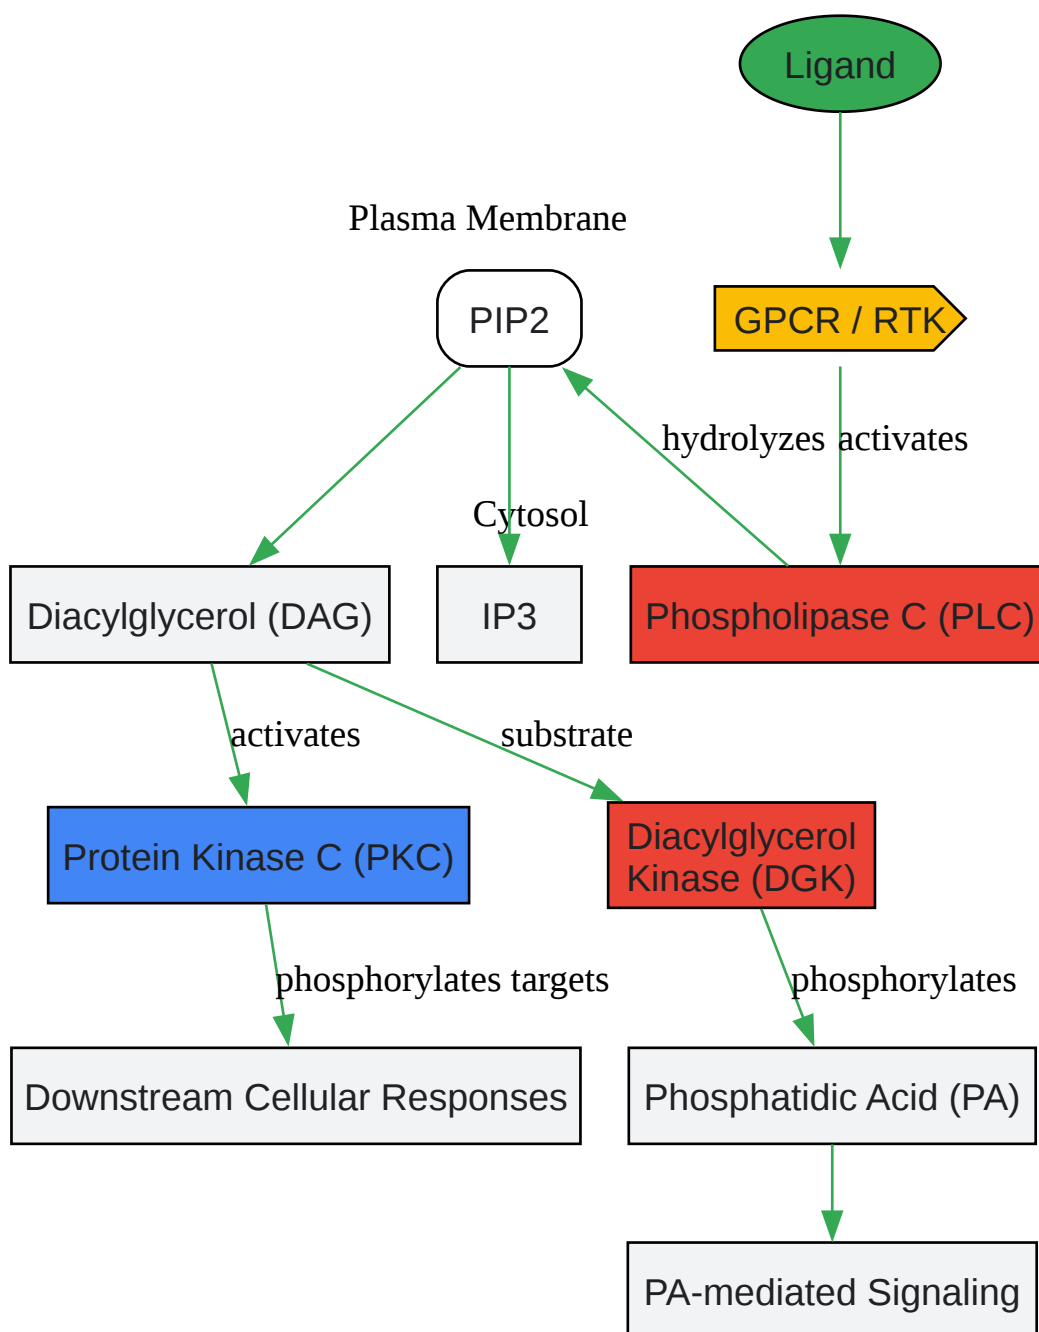 Ligand
Plasma Membrane
PIP2
GPCR / RTK
hydrolyzes
activates
Cytosol
Diacylglycerol (DAG)
IP3
Phospholipase C (PLC)
activates
substrate
Protein Kinase C (PKC)
Diacylglycerol
Kinase (DGK)
phosphorylates targets
phosphorylates
Downstream Cellular Responses
Phosphatidic Acid (PA)
PA-mediated Signaling